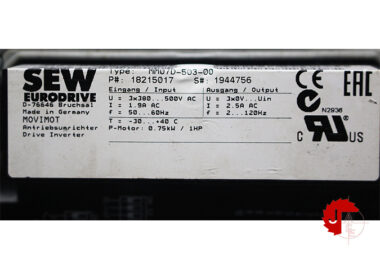 SEW
EURODRIVE
D-76646 Bruchsal
Made in Germany
MOVIMOT
Antriebsumrichter
Drive Inverter
Type: MM07D-503-00
P#: 18215017 S#: 1944756
Eingang / Input
U = 3x380...500V AC
I = 1.9A AC
f = 50...60Hz
T = -30...+40 C
P-Motor: 0.75kW / 1HP
Ausgang / Output
U = 3x0V...Uin
I = 2.5A AC
f = 2...120Hz
CE
EAC
N2936
C RU US